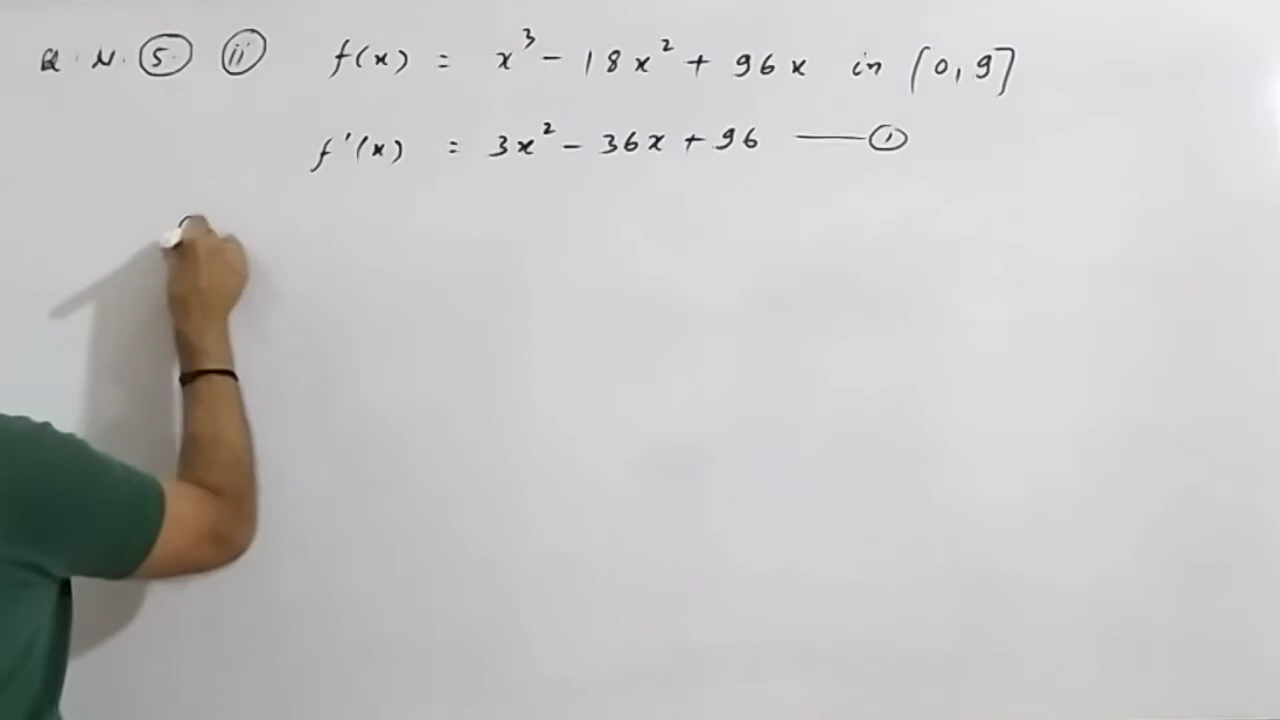 Q. N. 5. ii f(x) = x³ - 18x² + 96x in [0, 9]
f'(x) = 3x² - 36x + 96 —— 1